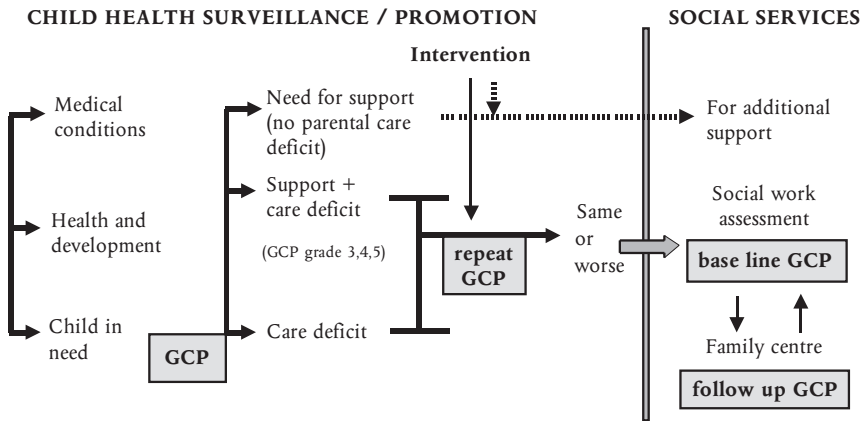 CHILD HEALTH SURVEILLANCE / PROMOTION
SOCIAL SERVICES
Intervention
Medical
conditions
Health and
development
Child in
need
GCP
Need for support
(no parental care
deficit)
Support +
care deficit
(GCP grade 3,4,5)
Care deficit
repeat
GCP
Same
or
worse
For additional
support
Social work
assessment
base line GCP
Family centre
follow up GCP